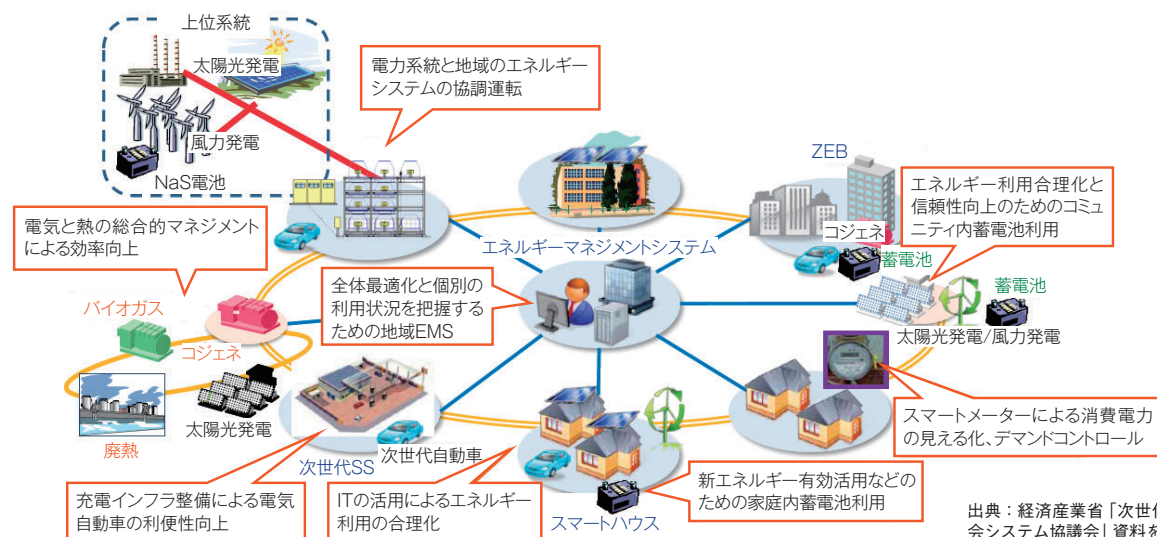 上位系統
太陽光発電
風力発電
NaS電池
電力系統と地域のエネルギー
システムの協調運転
ZEB
エネルギー利用合理化と
信頼性向上のためのコミュ
ニティ内蓄電池利用
コジェネ
蓄電池
電気と熱の総合的マネジメント
による効率向上
エネルギーマネジメントシステム
全体最適化と個別の
利用状況を把握する
ための地域EMS
蓄電池
太陽光発電/風力発電
バイオガス
コジェネ
太陽光発電
廃熱
次世代SS
次世代自動車
スマートメーターによる消費電力
の見える化、デマンドコントロール
充電インフラ整備による電気
自動車の利便性向上
ITの活用によるエネルギー
利用の合理化
スマートハウス
新エネルギー有効活用などの
ための家庭内蓄電池利用
出典：経済産業省「次世代
会システム協議会」資料を